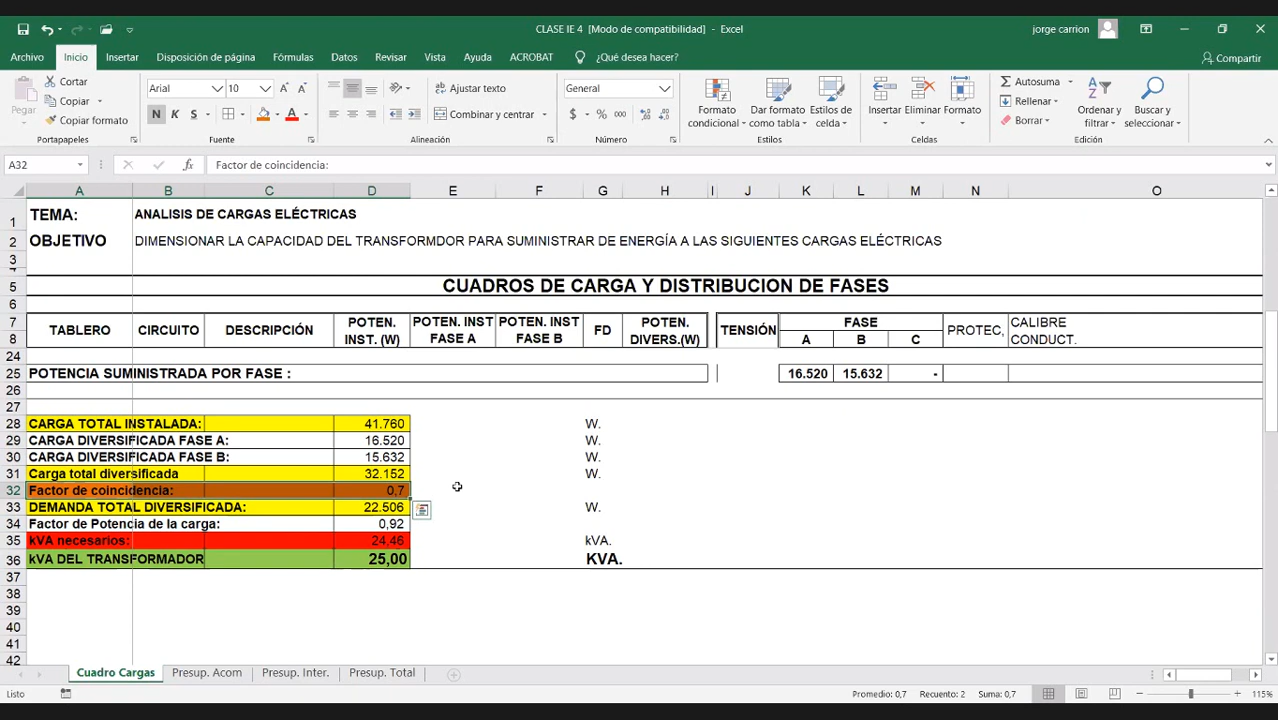 CLASE IE 4 [Modo de compatibilidad] - Excel
jorge carrion
Archivo Inicio Insertar Disposición de página Fórmulas Datos Revisar Vista Ayuda ACROBAT ¿Qué desea hacer? Compartir
Pegar
Cortar
Copiar
Copiar formato
Portapapeles
Arial 10
N K S
Fuente
Ajustar texto
Combinar y centrar
Alineación
General
$ % 000
Número
Formato condicional
Dar formato como tabla
Estilos de celda
Estilos
Insertar Eliminar Formato
Celdas
Autosuma
Rellenar
Borrar
Ordenar y filtrar
Buscar y seleccionar
Edición
A32 fx Factor de coincidencia:
A B C D E F G H I J K L M N O
1 TEMA: ANALISIS DE CARGAS ELÉCTRICAS
2 OBJETIVO DIMENSIONAR LA CAPACIDAD DEL TRANSFORMDOR PARA SUMINISTRAR DE ENERGÍA A LAS SIGUIENTES CARGAS ELÉCTRICAS
3
5 CUADROS DE CARGA Y DISTRIBUCION DE FASES
6
7 TABLERO CIRCUITO DESCRIPCIÓN POTEN. POTEN. INST POTEN. INST FD POTEN. TENSIÓN FASE PROTEC, CALIBRE
8 INST. (W) FASE A FASE B DIVERS.(W) A B C CONDUCT.
24
25 POTENCIA SUMINISTRADA POR FASE : 16.520 15.632 -
26
27
28 CARGA TOTAL INSTALADA: 41.760 W.
29 CARGA DIVERSIFICADA FASE A: 16.520 W.
30 CARGA DIVERSIFICADA FASE B: 15.632 W.
31 Carga total diversificada 32.152 W.
32 Factor de coincidencia: 0,7
33 DEMANDA TOTAL DIVERSIFICADA: 22.506 W.
34 Factor de Potencia de la carga: 0,92
35 kVA necesarios: 24,46 kVA.
36 kVA DEL TRANSFORMADOR 25,00 KVA.
37
38
39
40
41
42
Cuadro Cargas Presup. Acom Presup. Inter. Presup. Total
Listo Promedio: 0,7 Recuento: 2 Suma: 0,7 115%